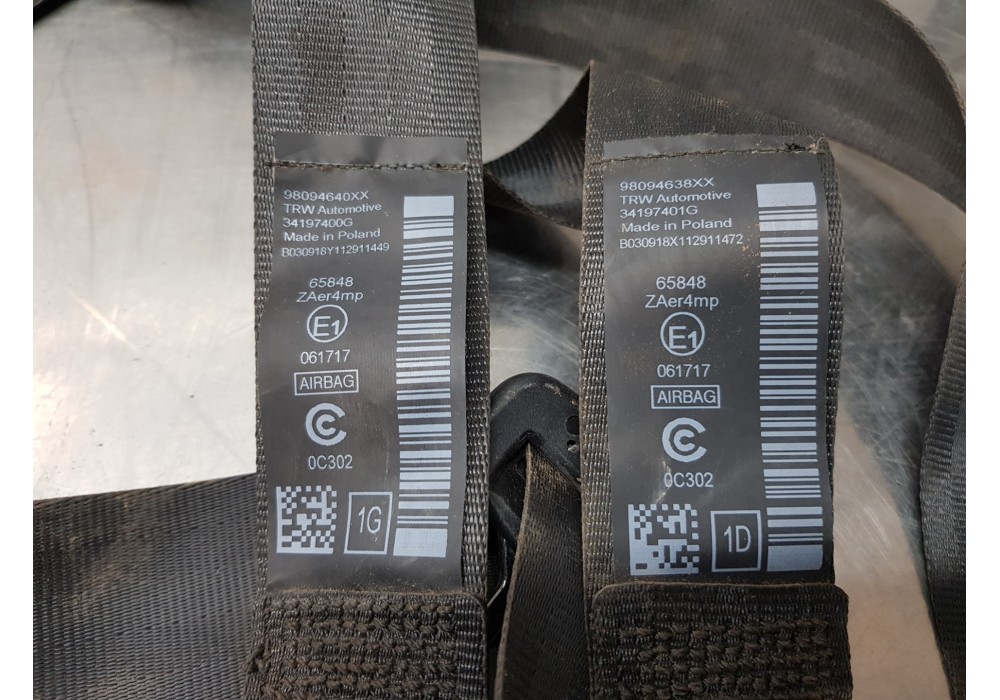 98094640XX
TRW Automotive
34197400G
Made in Poland
B030918Y112911449
65848
ZAer4mp
E1
061717
AIRBAG
0C302
1G
98094638XX
TRW Automotive
34197401G
Made in Poland
B030918X112911472
65848
ZAer4mp
E1
061717
AIRBAG
0C302
1D